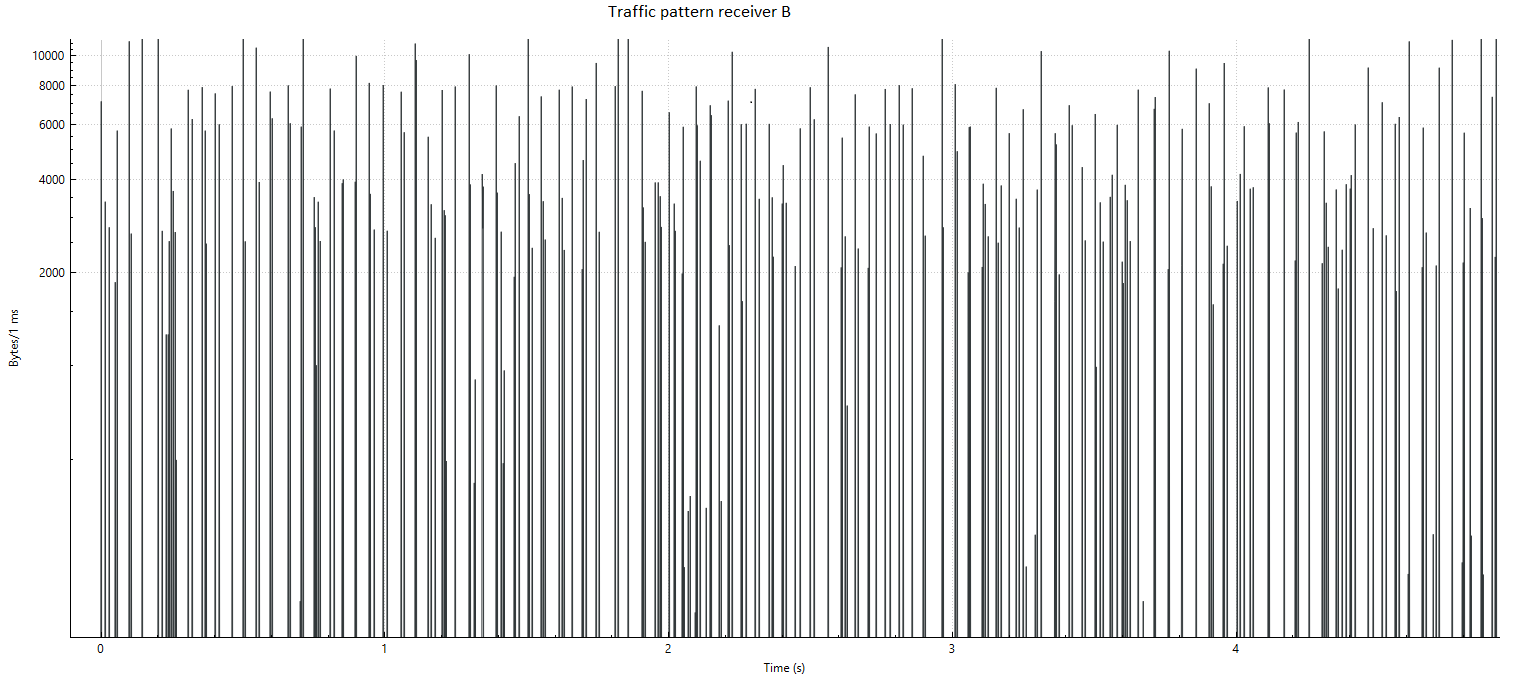 Traffic pattern receiver B
10000
8000
6000
4000
2000
Bytes/1 ms
0 1 2 3 4
Time (s)